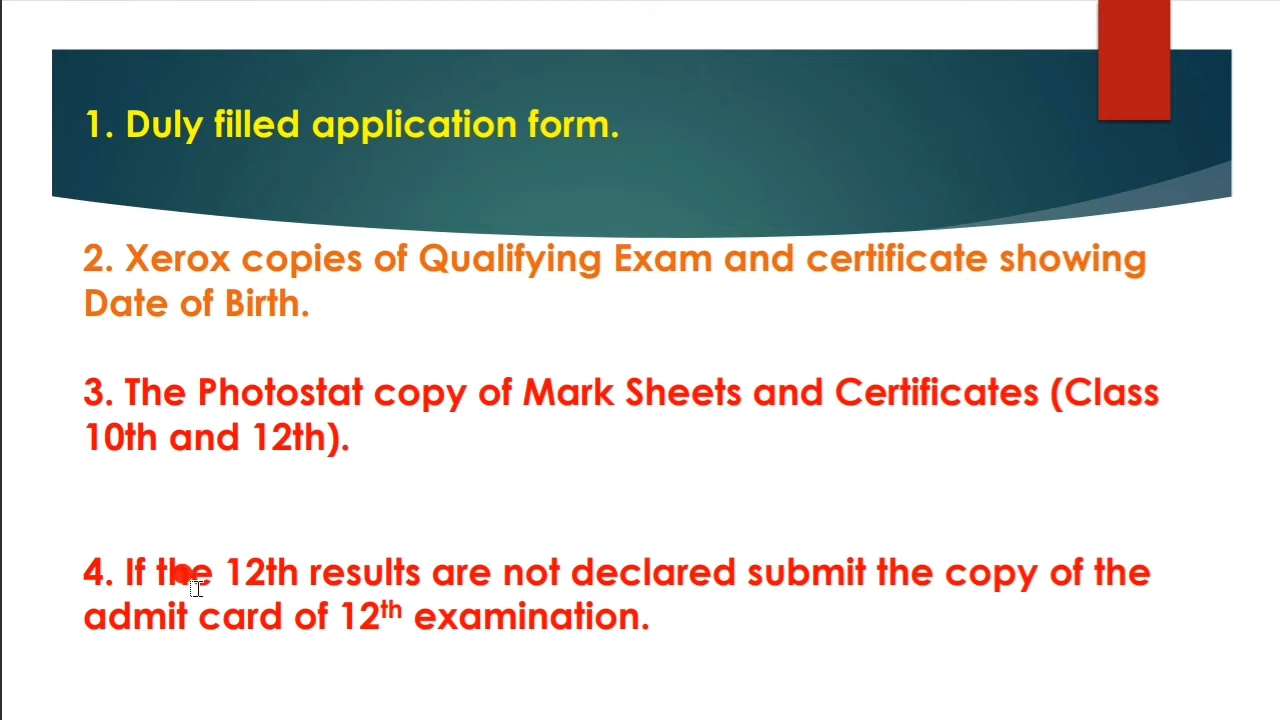 1. Duly filled application form.
2. Xerox copies of Qualifying Exam and certificate showing
Date of Birth.
3. The Photostat copy of Mark Sheets and Certificates (Class
10th and 12th).
4. If the 12th results are not declared submit the copy of the
admit card of 12th examination.